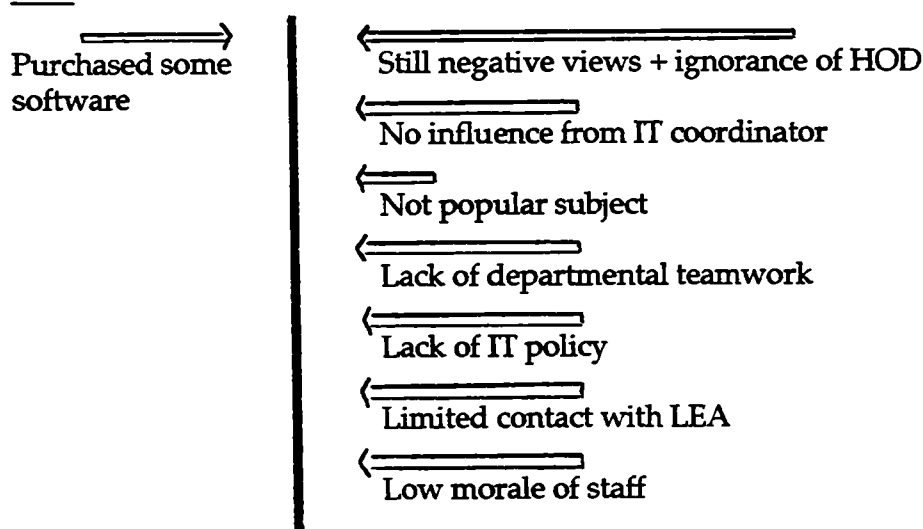 Purchased some
software
Still negative views + ignorance of HOD
No influence from IT coordinator
Not popular subject
Lack of departmental teamwork
Lack of IT policy
Limited contact with LEA
Low morale of staff